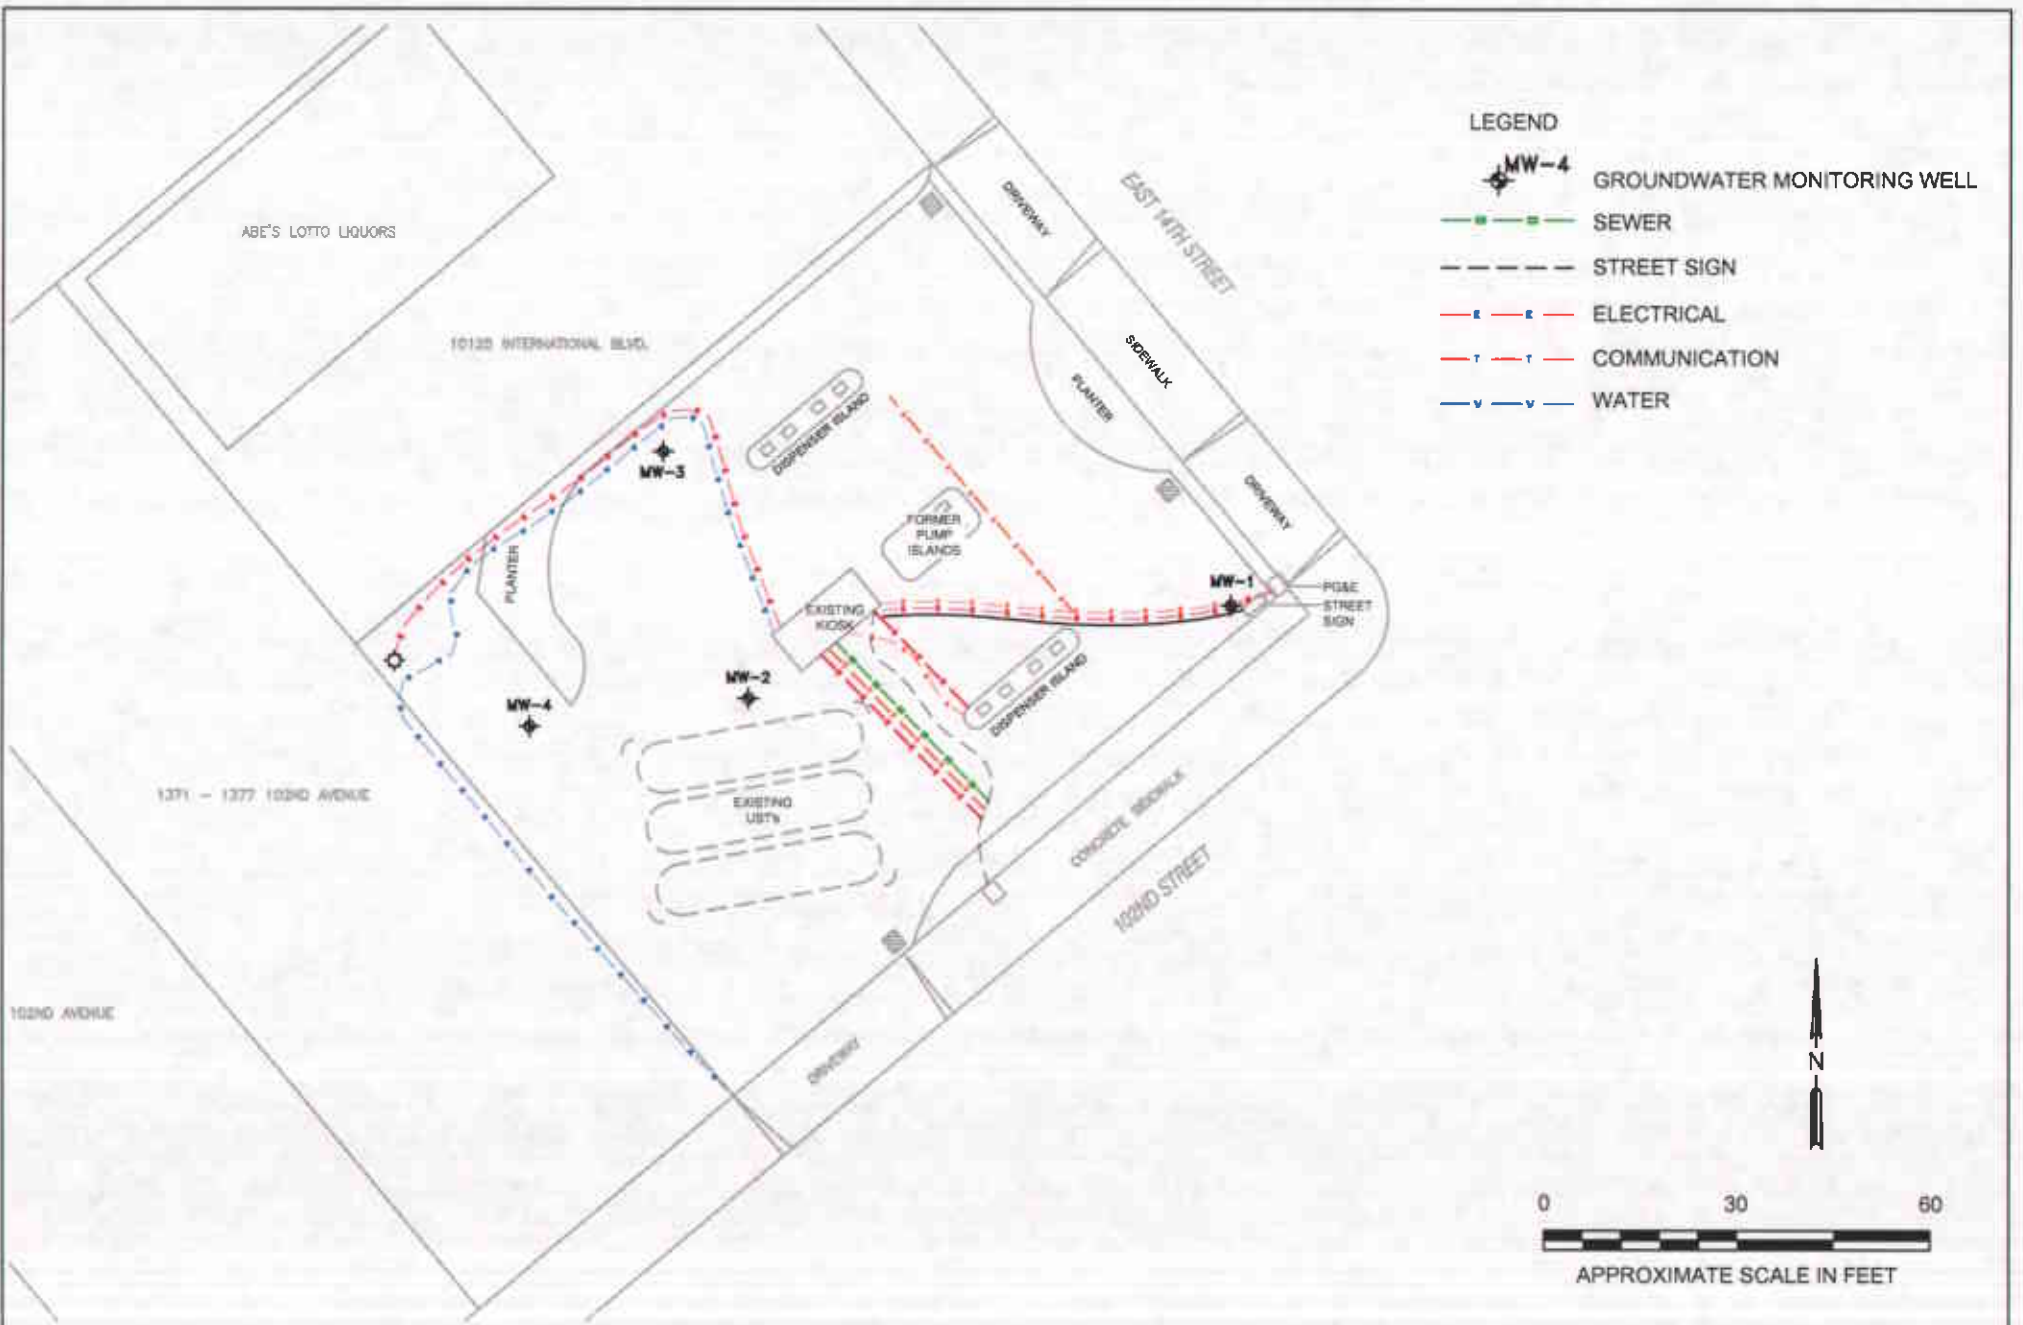 LEGEND
MW-4
GROUNDWATER MONITORING WELL
SEWER
STREET SIGN
E E
ELECTRICAL
T T
COMMUNICATION
W W
WATER
ABE'S LOTTO LIQUORS
DRIVEWAY
EAST 14TH STREET
SIDEWALK
PLANTER
DISPENSER ISLAND
MW-3
DRIVEWAY
FORMER
PUMP
ISLANDS
PLANTER
MW-1
PG&E
STREET
SIGN
EXISTING
KIOSK
MW-2
MW-4
DISPENSER ISLAND
EXISTING
UST's
1371 - 1377 102ND AVENUE
CONCRETE SIDEWALK
102ND STREET
102ND AVENUE
DRIVEWAY
N
0 30 60
APPROXIMATE SCALE IN FEET
INTERNATIONAL BLVD.